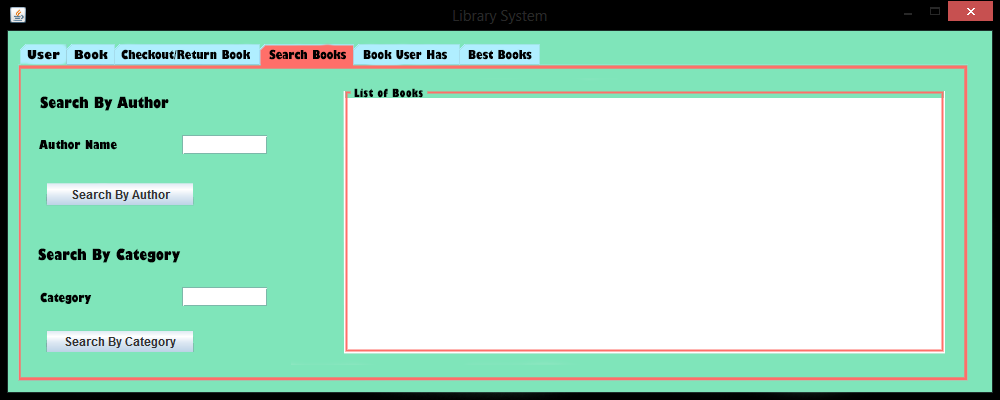 Library System
User Book Checkout/Return Book Search Books Book User Has Best Books
Search By Author
Author Name
Search By Author
Search By Category
Category
Search By Category
List of Books